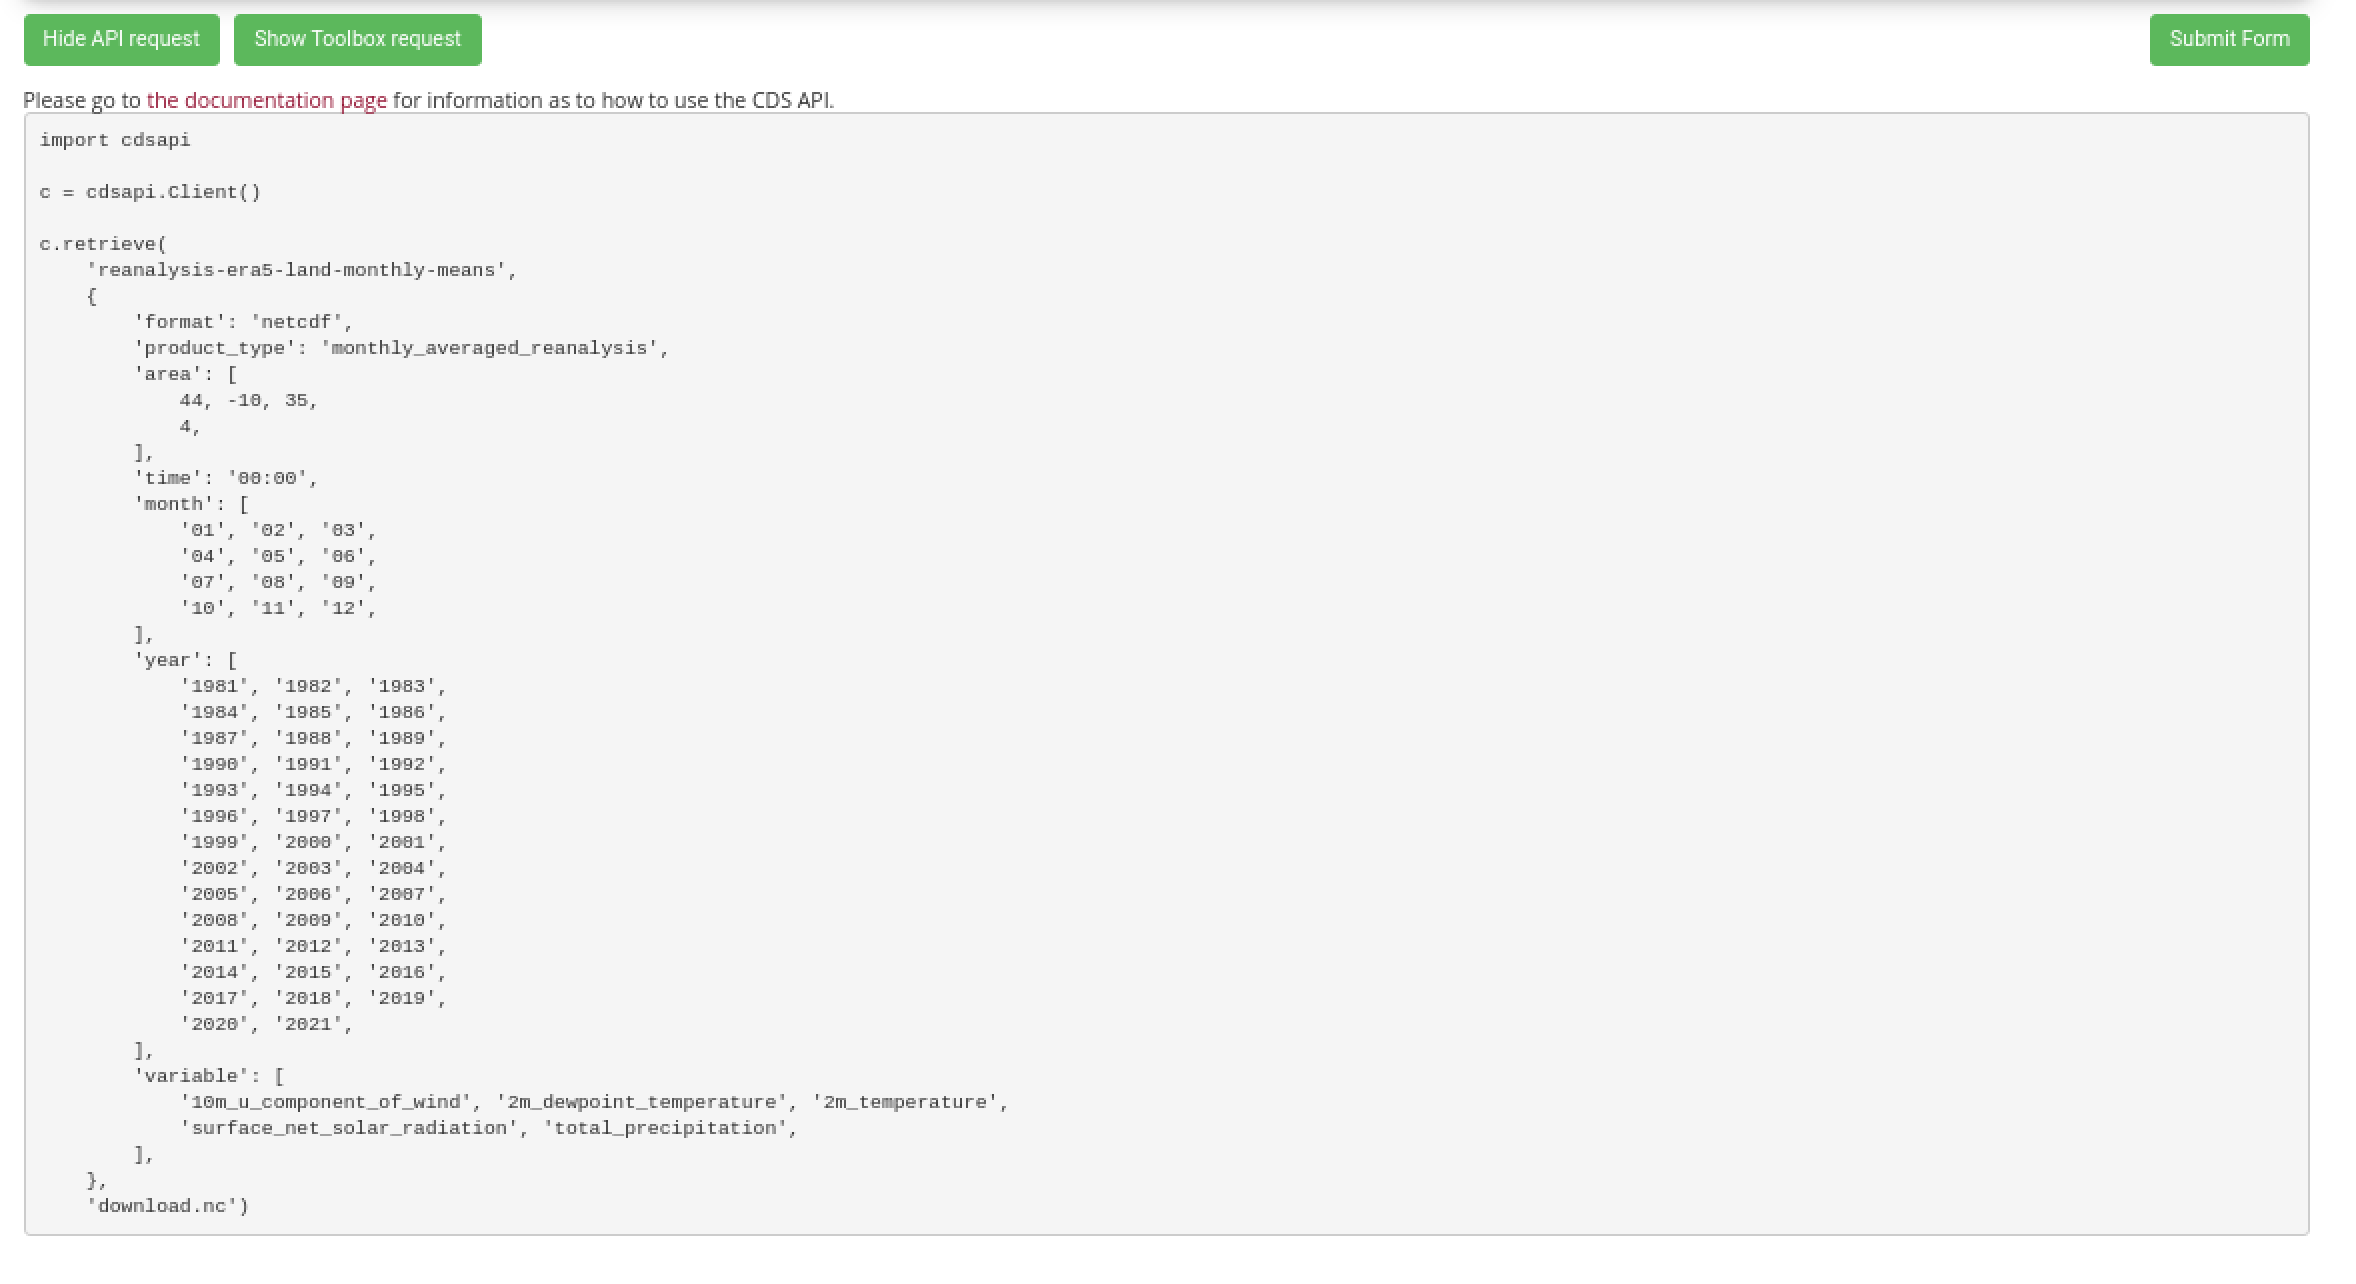 Hide API request
Show Toolbox request
Submit Form
Please go to the documentation page for information as to how to use the CDS API.
import cdsapi

c = cdsapi.Client()

c.retrieve(
    'reanalysis-era5-land-monthly-means',
    {
        'format': 'netcdf',
        'product_type': 'monthly_averaged_reanalysis',
        'area': [
            44, -10, 35,
            4,
        ],
        'time': '00:00',
        'month': [
            '01', '02', '03',
            '04', '05', '06',
            '07', '08', '09',
            '10', '11', '12',
        ],
        'year': [
            '1981', '1982', '1983',
            '1984', '1985', '1986',
            '1987', '1988', '1989',
            '1990', '1991', '1992',
            '1993', '1994', '1995',
            '1996', '1997', '1998',
            '1999', '2000', '2001',
            '2002', '2003', '2004',
            '2005', '2006', '2007',
            '2008', '2009', '2010',
            '2011', '2012', '2013',
            '2014', '2015', '2016',
            '2017', '2018', '2019',
            '2020', '2021',
        ],
        'variable': [
            '10m_u_component_of_wind', '2m_dewpoint_temperature', '2m_temperature',
            'surface_net_solar_radiation', 'total_precipitation',
        ],
    },
    'download.nc')